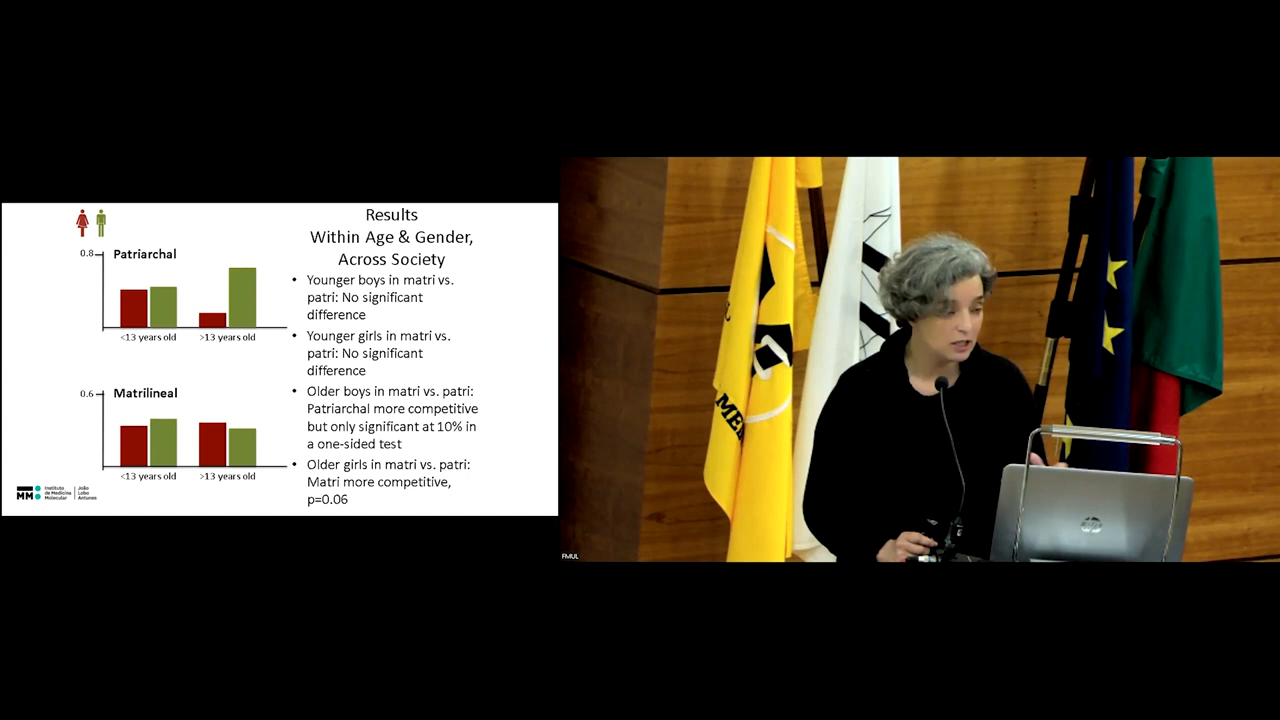 Results
Within Age & Gender,
Across Society
0.8
Patriarchal
<13 years old
>13 years old
0.6
Matrilineal
<13 years old
>13 years old
• Younger boys in matri vs.
patri: No significant
difference
• Younger girls in matri vs.
patri: No significant
difference
• Older boys in matri vs. patri:
Patriarchal more competitive
but only significant at 10% in
a one-sided test
• Older girls in matri vs. patri:
Matri more competitive,
p=0.06
MM
Instituto
de Medicina
Molecular
João
Lobo
Antunes
hp
FMUL